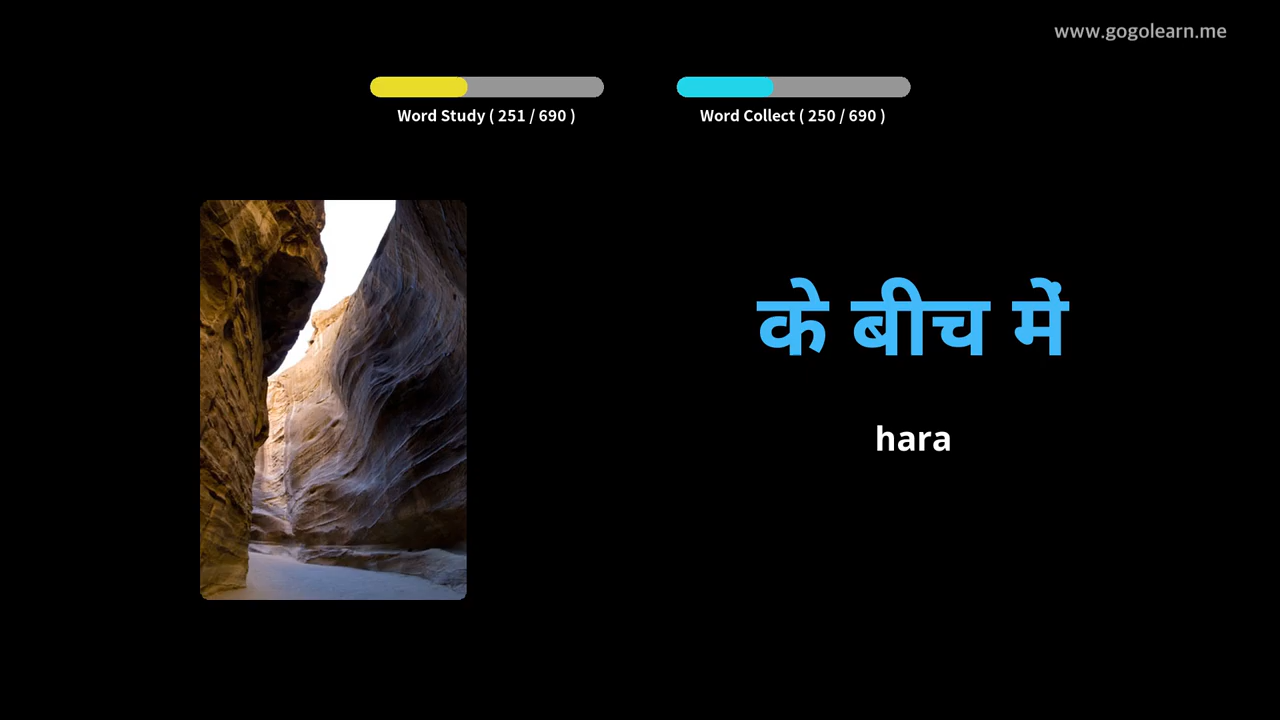 www.gogolearn.me
Word Study ( 251 / 690 )
Word Collect ( 250 / 690 )
के बीच में
hara